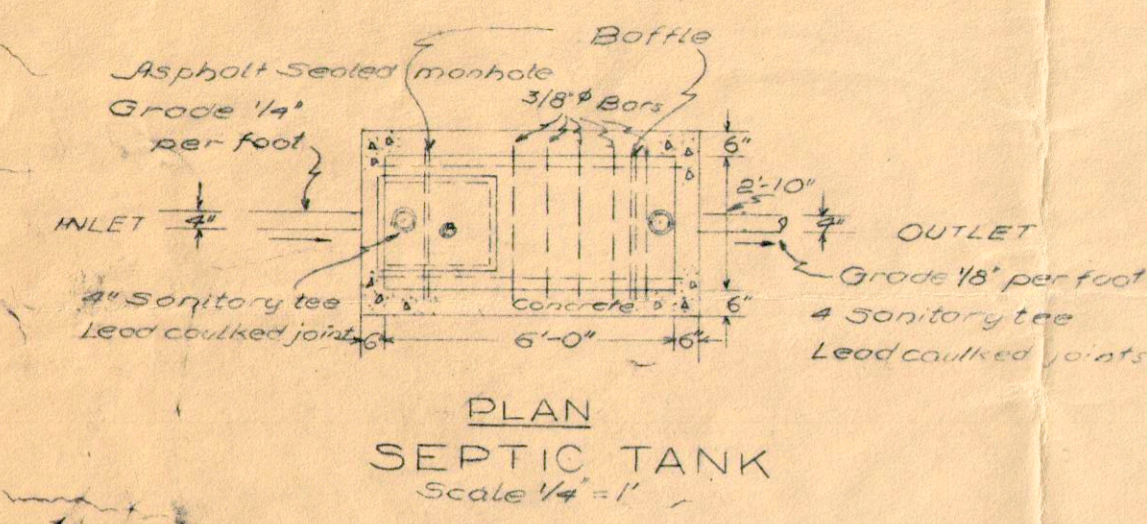 Baffle
Asphalt Sealed manhole
3/8"ᶲ Bars
Grade 1/4"
per foot
6"
2'-10"
INLET
4"
4"
OUTLET
Grade 1/8" per foot
4" Sanitary tee
Concrete
6"
4 Sanitary tee
Lead caulked joint
6"
6'-0"
6"
Lead caulked joints
PLAN
SEPTIC TANK
Scale 1/4" = 1'